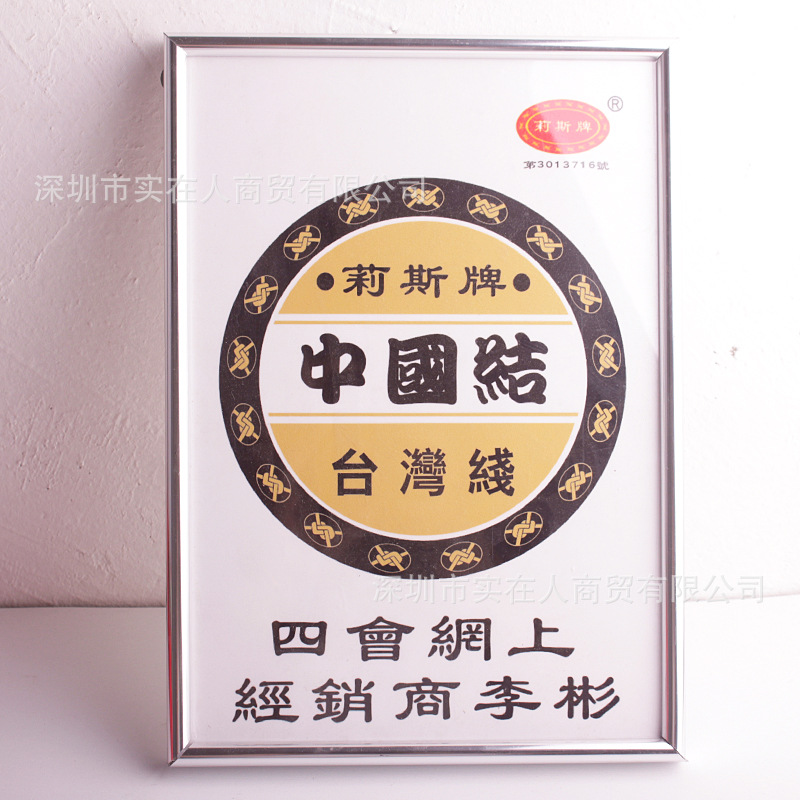 莉斯牌 ®
第3013716號
深圳市实在人商贸有限公司
•莉斯牌•
中國結
台灣綫
深圳市实在人商贸有限公司
四會網上
經銷商李彬